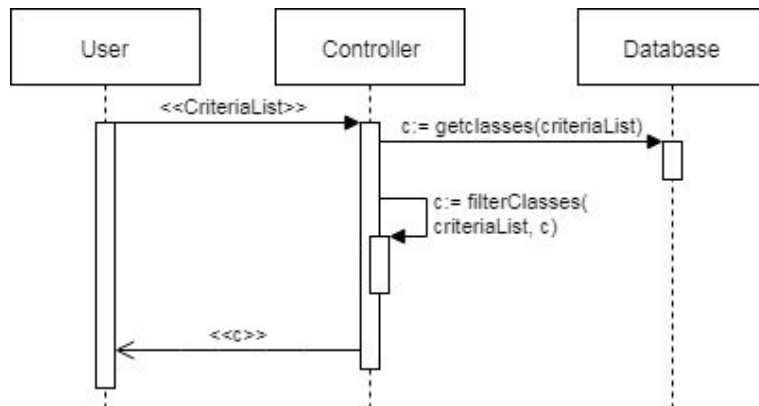 User
Controller
Database
<<CriteriaList>>
c:= getclasses(criteriaList)
c:= filterClasses(
criteriaList, c)
<<c>>